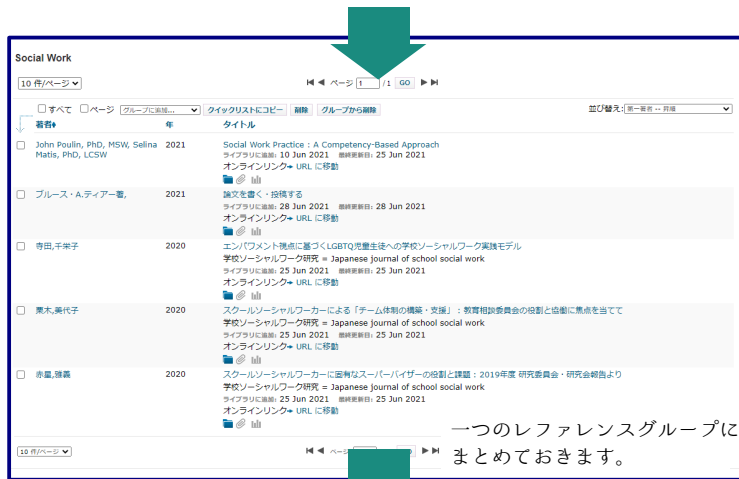 Social Work
10 件/ページ
ページ 1 /1 GO
すべて ページ グループに追加... クイックリストにコピー 削除 グループから削除 並び替え: 第一著者 -- 昇順
著者 年 タイトル
John Poulin, PhD, MSW, Selina Matis, PhD, LCSW 2021 Social Work Practice : A Competency-Based Approach
ライブラリに追加: 10 Jun 2021 最終更新日: 25 Jun 2021
オンラインリンク➔ URL に移動
ブルース・A.ティアー著, 2021 論文を書く・投稿する
ライブラリに追加: 28 Jun 2021 最終更新日: 28 Jun 2021
オンラインリンク➔ URL に移動
寺田,千栄子 2020 エンパワメント視点に基づくLGBTQ児童生徒への学校ソーシャルワーク実践モデル
学校ソーシャルワーク研究 = Japanese journal of school social work
ライブラリに追加: 25 Jun 2021 最終更新日: 25 Jun 2021
オンラインリンク➔ URL に移動
栗木,美代子 2020 スクールソーシャルワーカーによる「チーム体制の構築・支援」 : 教育相談委員会の役割と協働に焦点を当てて
学校ソーシャルワーク研究 = Japanese journal of school social work
ライブラリに追加: 25 Jun 2021 最終更新日: 25 Jun 2021
オンラインリンク➔ URL に移動
赤星,雅義 2020 スクールソーシャルワーカーに固有なスーパーバイザーの役割と課題 : 2019年度 研究委員会・研究会報告より
学校ソーシャルワーク研究 = Japanese journal of school social work
ライブラリに追加: 25 Jun 2021 最終更新日: 25 Jun 2021
オンラインリンク➔ URL に移動
一つのレファレンスグループに
まとめておきます。
10 件/ページ